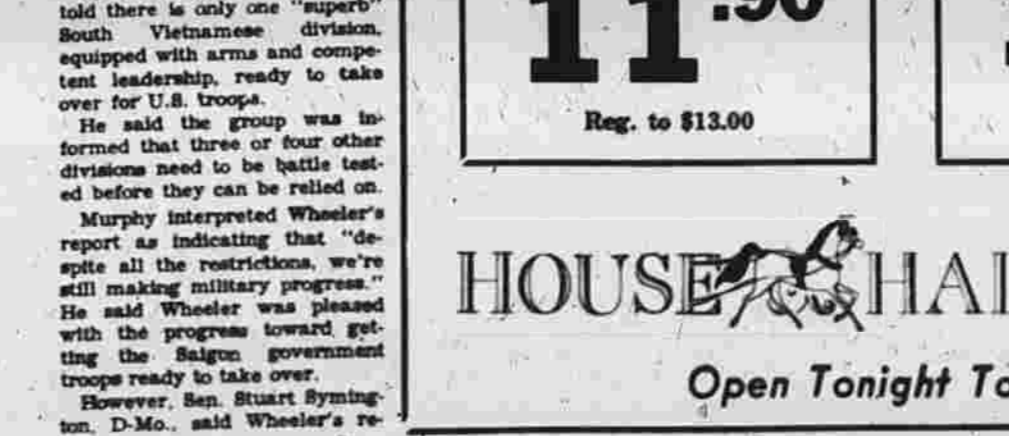 told there is only one "superb"
South Vietnamese division,
equipped with arms and compe-
tent leadership, ready to take
over for U.S. troops.
He said the group was in-
formed that three or four other
divisions need to be battle test-
ed before they can be relied on.
Murphy interpreted Wheeler's
report as indicating that "de-
spite all the restrictions, we're
still making military progress."
He said Wheeler was pleased
with the progress toward get-
ting the Saigon government
troops ready to take over.
However, Sen. Stuart Syming-
ton, D-Mo., said Wheeler's re-
11.90
Reg. to $13.00
HOUSE HAI
Open Tonight To